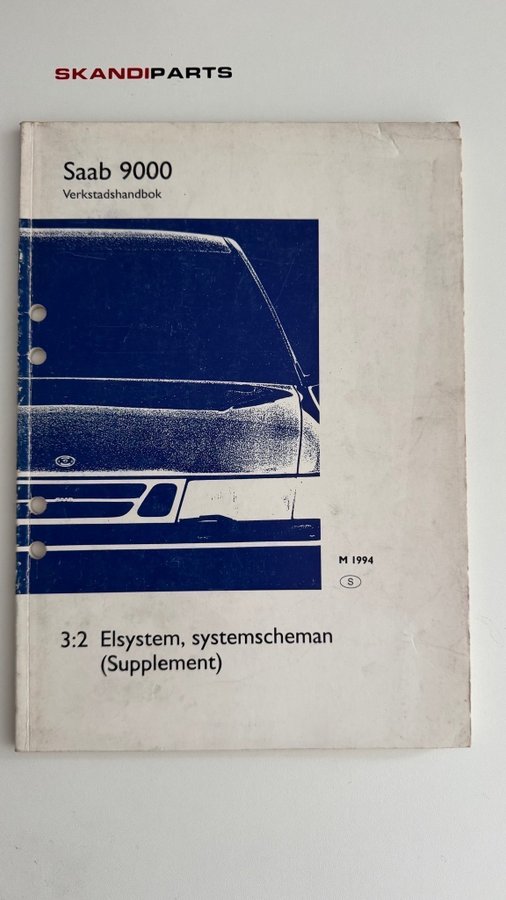 SKANDIPARTS
Saab 9000
Verkstadshandbok
M 1994
S
3:2 Elsystem, systemscheman
(Supplement)